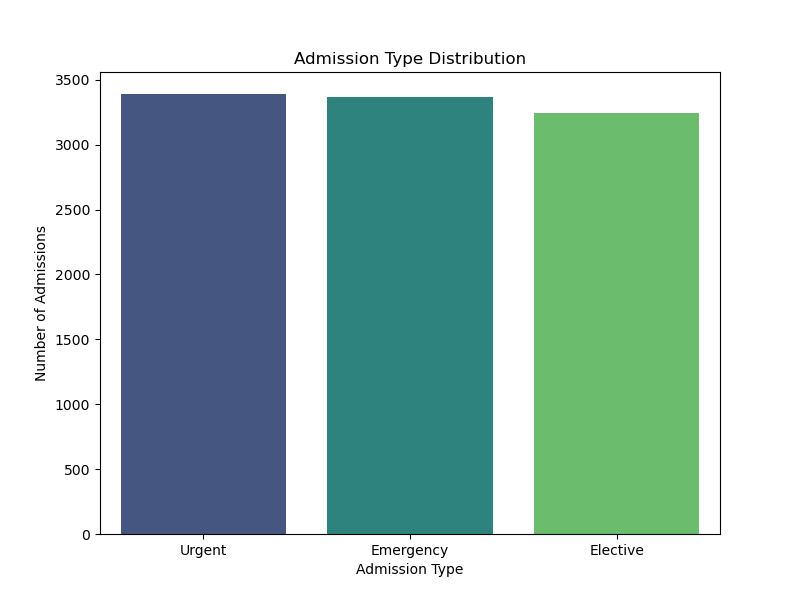 Admission Type Distribution
3500
3000
2500
2000
1500
1000
500
0
Number of Admissions
Urgent Emergency Elective
Admission Type